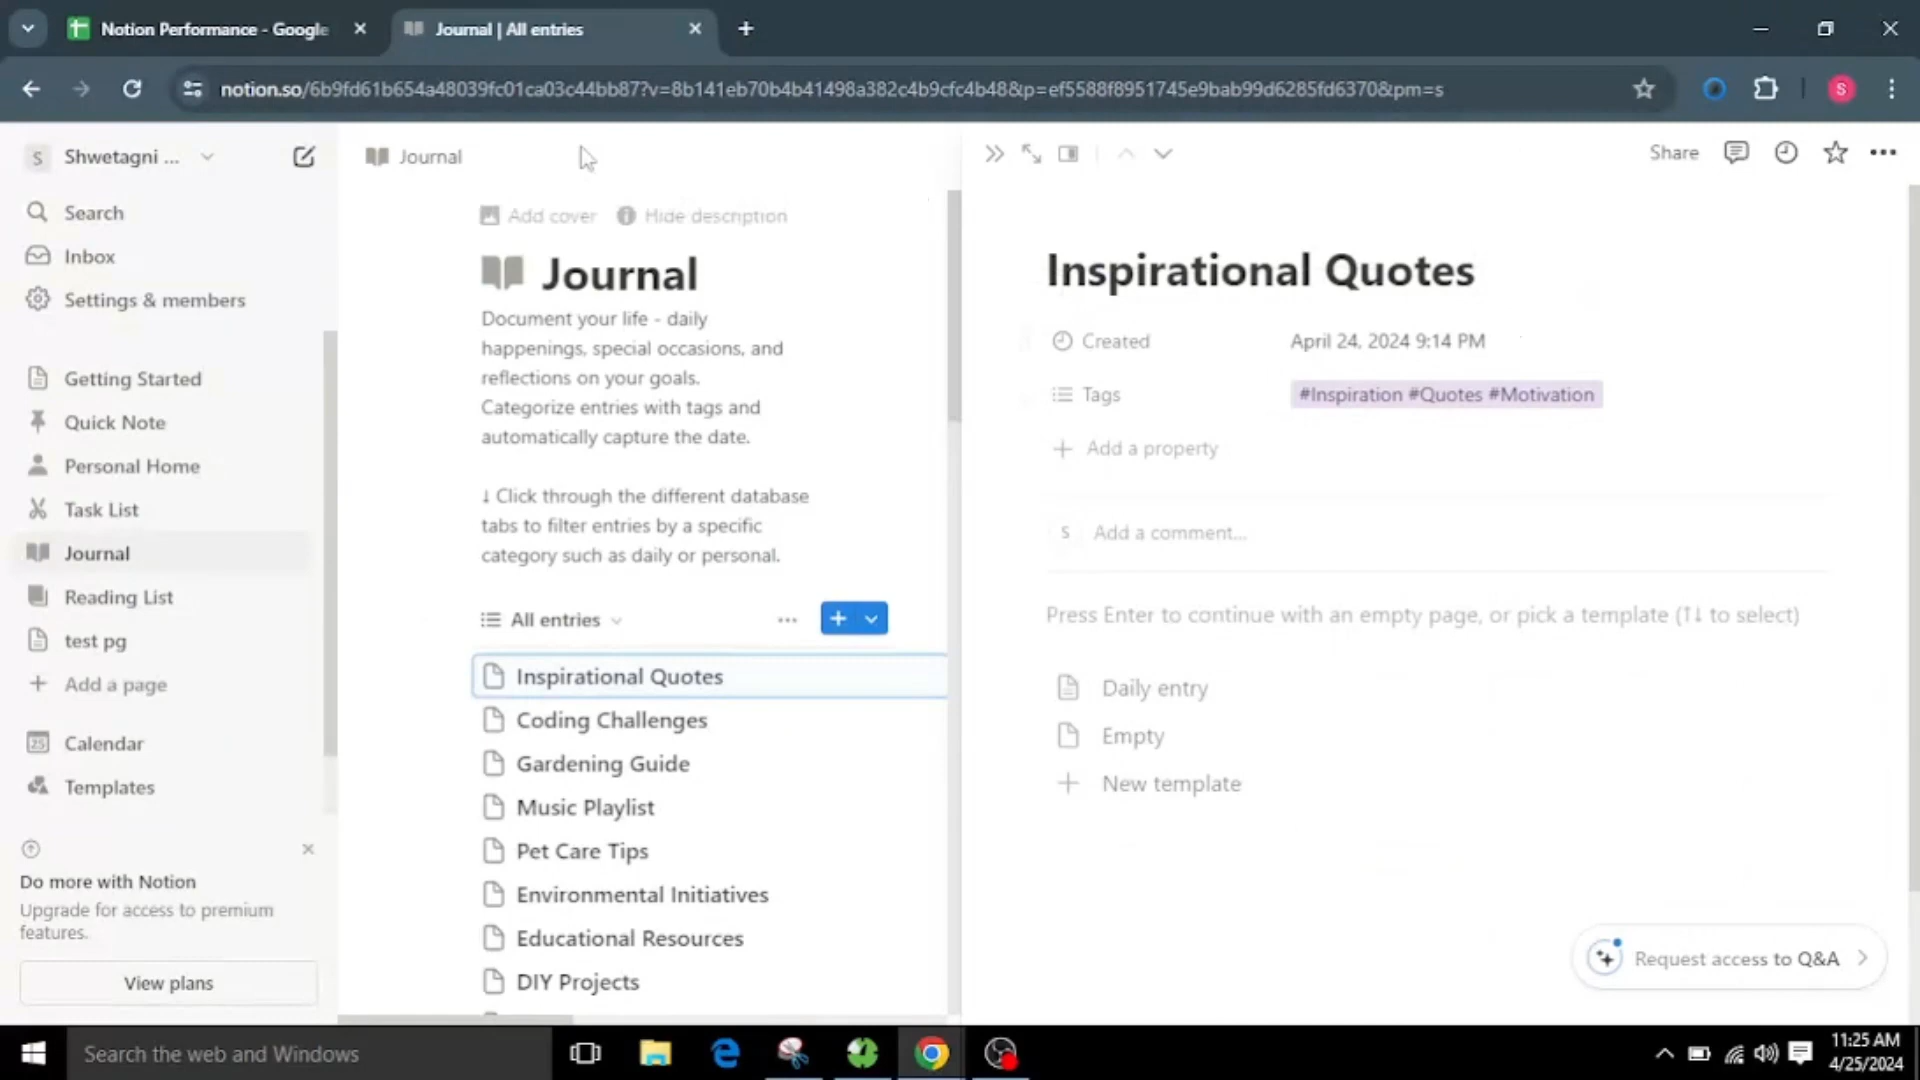 Notion Performance - Google
Journal | All entries
notion.so/6b9fd61b654a48039fc01ca03c44bb87?v=8b141eb70b4b41498a382c4b9cfc4b48&p=ef5588f8951745e9bab99d6285fd6370&pm=s
S
S
Shwetagni ...
Search
Inbox
Settings & members
Getting Started
Quick Note
Personal Home
Task List
Journal
Reading List
test pg
Add a page
25
Calendar
Templates
Do more with Notion
Upgrade for access to premium
features.
View plans
Journal
Add cover
Hide description
Journal
Document your life - daily
happenings, special occasions, and
reflections on your goals.
Categorize entries with tags and
automatically capture the date.
↓ Click through the different database
tabs to filter entries by a specific
category such as daily or personal.
All entries
Inspirational Quotes
Coding Challenges
Gardening Guide
Music Playlist
Pet Care Tips
Environmental Initiatives
Educational Resources
DIY Projects
Share
Inspirational Quotes
Created
April 24, 2024 9:14 PM
Tags
#Inspiration #Quotes #Motivation
Add a property
S
Add a comment...
Press Enter to continue with an empty page, or pick a template (↑↓ to select)
Daily entry
Empty
New template
Request access to Q&A
Search the web and Windows
11:25 AM
4/25/2024